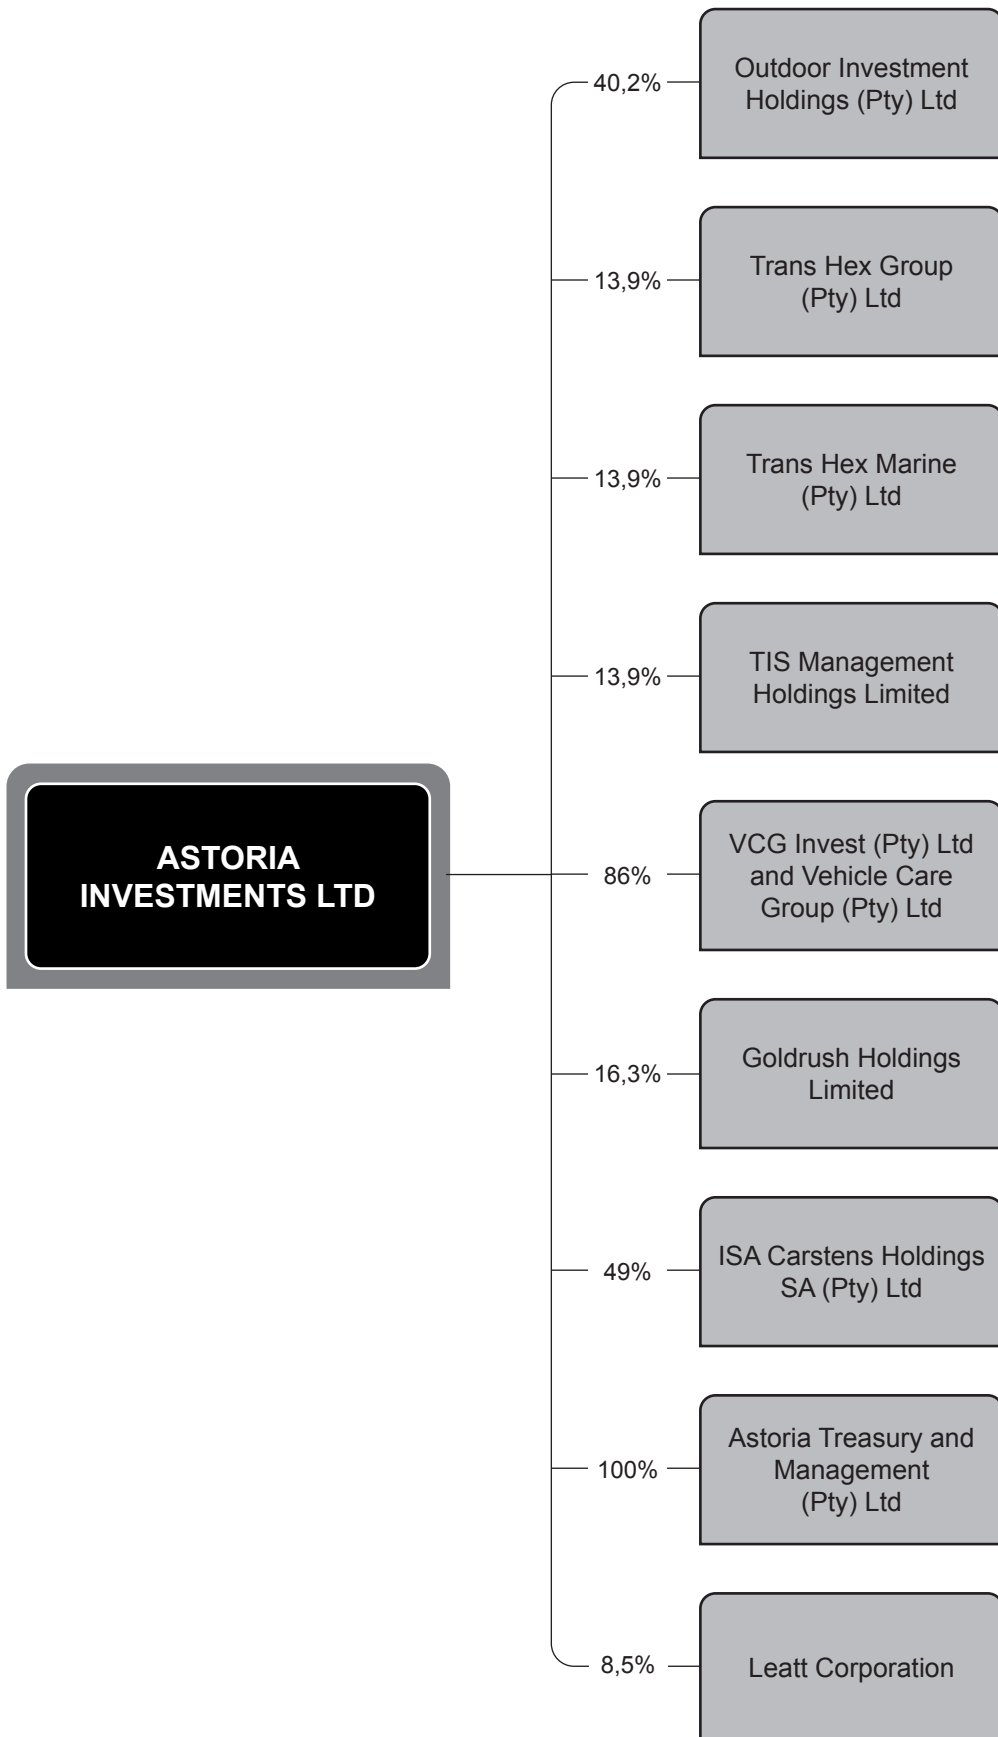 40,2%
Outdoor Investment
Holdings (Pty) Ltd
13,9%
Trans Hex Group
(Pty) Ltd
13,9%
Trans Hex Marine
(Pty) Ltd
13,9%
TIS Management
Holdings Limited
ASTORIA
INVESTMENTS LTD
86%
VCG Invest (Pty) Ltd
and Vehicle Care
Group (Pty) Ltd
16,3%
Goldrush Holdings
Limited
49%
ISA Carstens Holdings
SA (Pty) Ltd
100%
Astoria Treasury and
Management
(Pty) Ltd
8,5%
Leatt Corporation